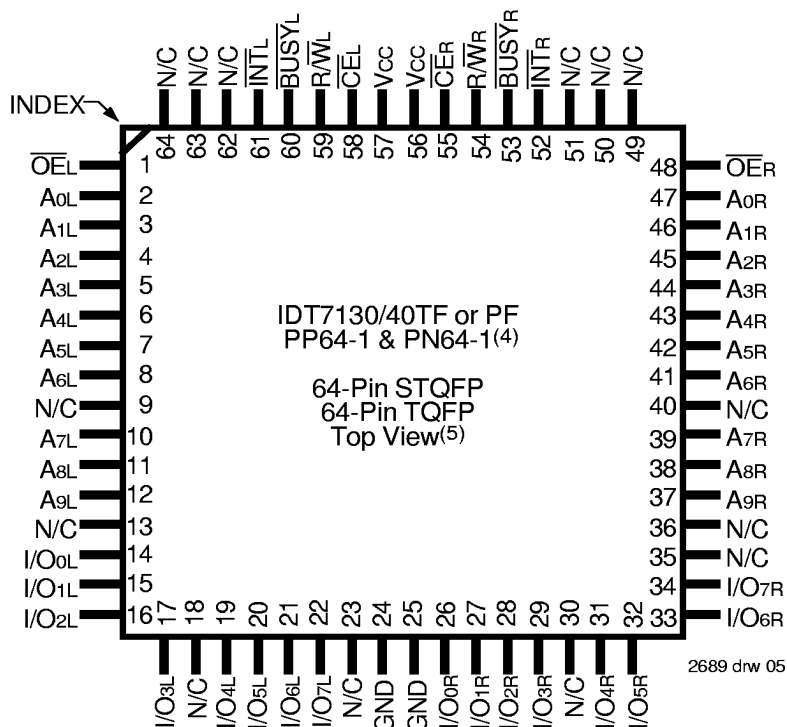 N/C
N/C
N/C
INTL
BUSYL
R/WL
CEL
VCC
VCC
CER
R/WR
BUSYR
INTR
N/C
N/C
N/C
INDEX
64
63
62
61
60
59
58
57
56
55
54
53
52
51
50
49
OEL 1
A0L 2
A1L 3
A2L 4
A3L 5
A4L 6
A5L 7
A6L 8
N/C 9
A7L 10
A8L 11
A9L 12
N/C 13
I/O0L 14
I/O1L 15
I/O2L 16
IDT7130/40TF or PF
PP64-1 & PN64-1(4)
64-Pin STQFP
64-Pin TQFP
Top View(5)
48 OER
47 A0R
46 A1R
45 A2R
44 A3R
43 A4R
42 A5R
41 A6R
40 N/C
39 A7R
38 A8R
37 A9R
36 N/C
35 N/C
34 I/O7R
33 I/O6R
17
18
19
20
21
22
23
24
25
26
27
28
29
30
31
32
I/O3L
N/C
I/O4L
I/O5L
I/O6L
I/O7L
N/C
GND
GND
I/O0R
I/O1R
I/O2R
I/O3R
N/C
I/O4R
I/O5R
2689 drw 05